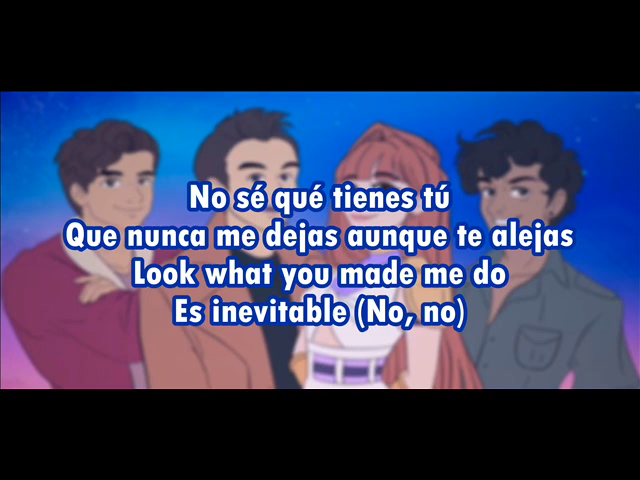 No sé qué tienes tú
Que nunca me dejas aunque te alejas
Look what you made me do
Es inevitable (No, no)